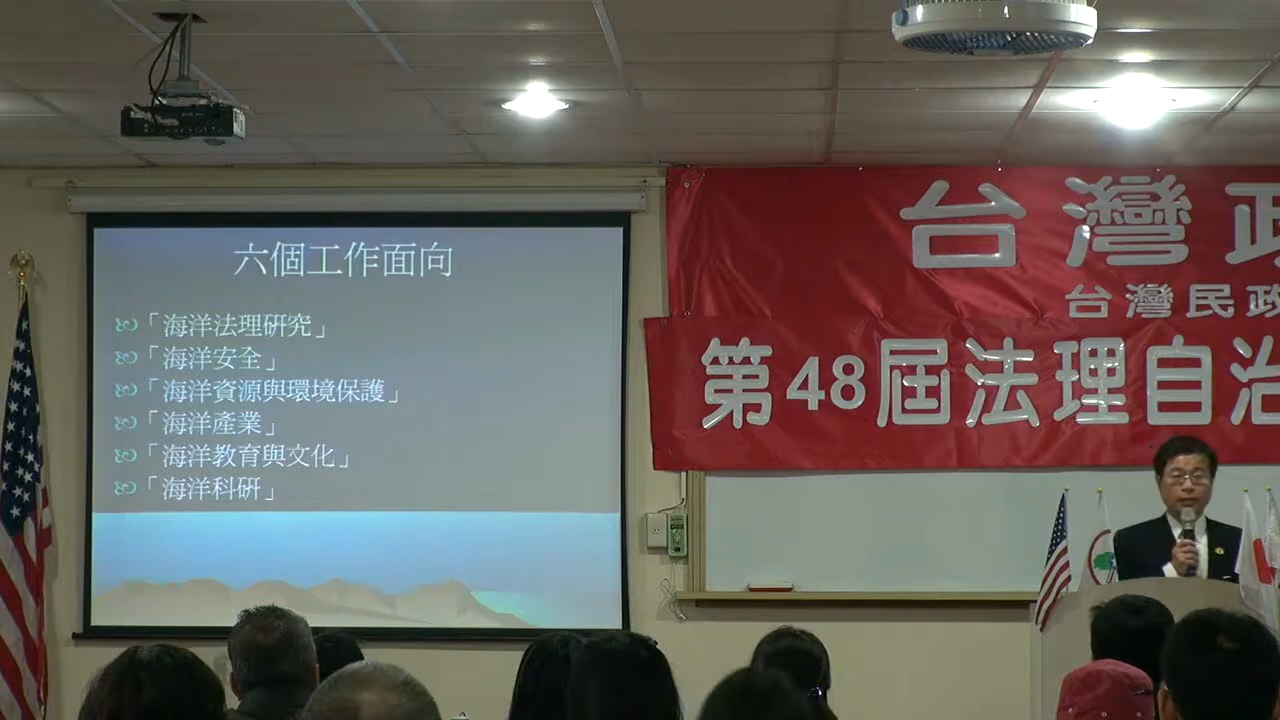 六個工作面向
「海洋法理研究」
「海洋安全」
「海洋資源與環境保護」
「海洋產業」
「海洋教育與文化」
「海洋科研」
台灣政
台灣民政
第48屆法理自治